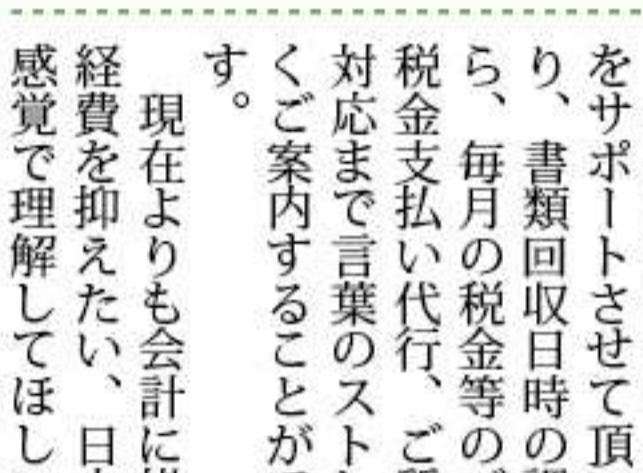 をサポートさせて頂
り、書類回収日時の
ら、毎月の税金等の
税金支払い代行、ご
対応まで言葉のスト
くご案内することが
す。
現在よりも会計に
経費を抑えたい、日
感覚で理解してほし